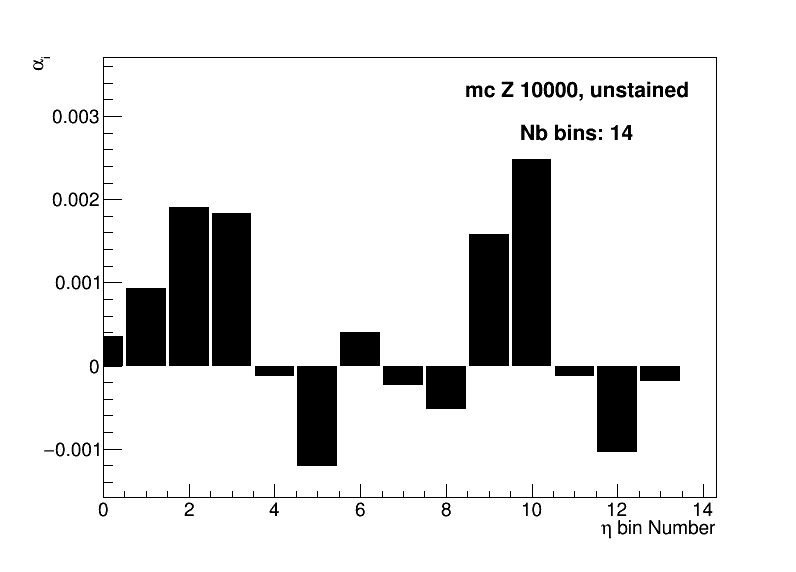 αᵢ
mc Z 10000, unstained
Nb bins: 14
0.003
0.002
0.001
0
−0.001
0 2 4 6 8 10 12 14
η bin Number